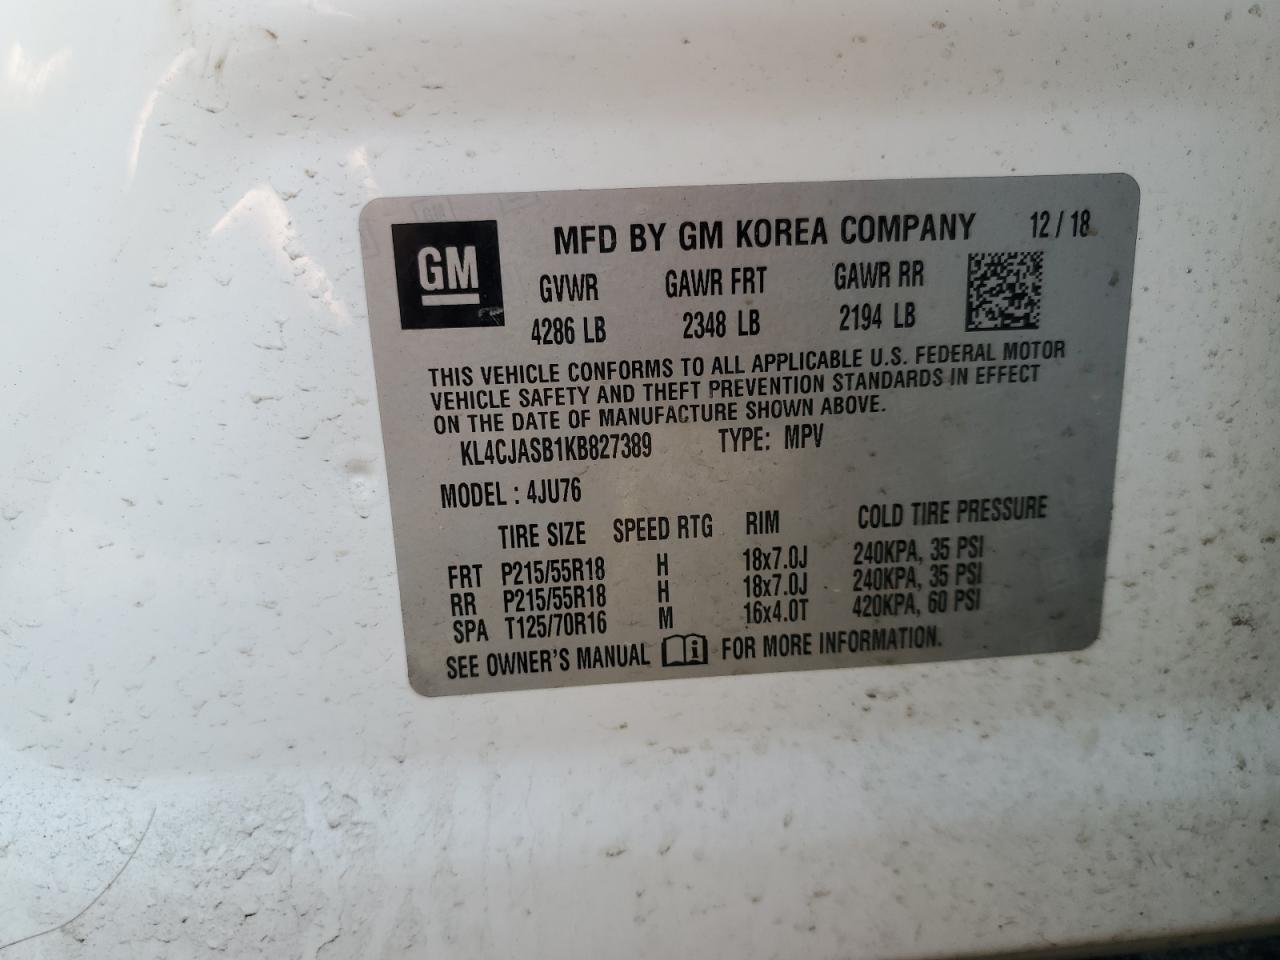 GM
MFD BY GM KOREA COMPANY 12/18
GVWR GAWR FRT GAWR RR
4286 LB 2348 LB 2194 LB
THIS VEHICLE CONFORMS TO ALL APPLICABLE U.S. FEDERAL MOTOR
VEHICLE SAFETY AND THEFT PREVENTION STANDARDS IN EFFECT
ON THE DATE OF MANUFACTURE SHOWN ABOVE.
KL4CJASB1KB827389 TYPE: MPV
MODEL : 4JU76
TIRE SIZE SPEED RTG RIM COLD TIRE PRESSURE
FRT P215/55R18 H 18x7.0J 240KPA, 35 PSI
RR P215/55R18 H 18x7.0J 240KPA, 35 PSI
SPA T125/70R16 M 16x4.0T 420KPA, 60 PSI
SEE OWNER'S MANUAL i FOR MORE INFORMATION.